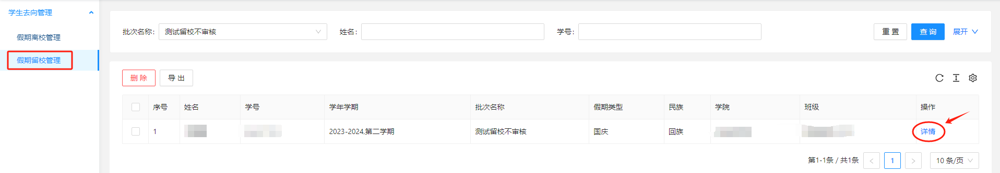 学生去向管理
假期离校管理
假期留校管理
批次名称: 测试留校不审核 姓名: 学号: 重 置 查 询 展开
删 除 导 出
序号 姓名 学号 学年学期 批次名称 假期类型 民族 学院 班级 操作
1 2023-2024,第二学期 测试留校不审核 国庆 回族 详情
第1-1条 / 共1条 < 1 > 10 条/页